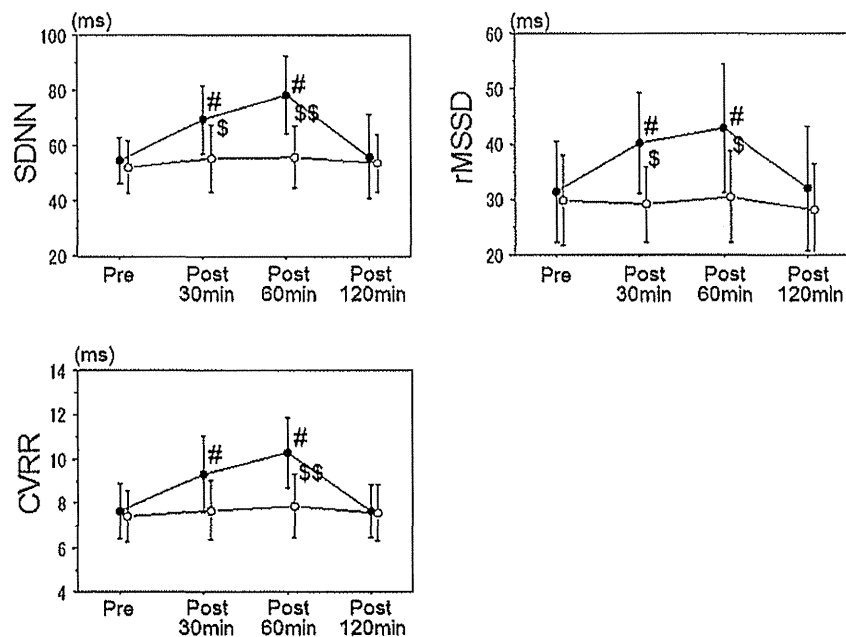 (ms)
SDNN
100
80
60
40
20
#
$
#
$$
Pre
Post
30min
Post
60min
Post
120min
rMSSD
60
50
40
30
20
#
$
#
$
Pre
Post
30min
Post
60min
Post
120min
(ms)
CVRR
14
12
10
8
6
4
#
#
$$
Pre
Post
30min
Post
60min
Post
120min